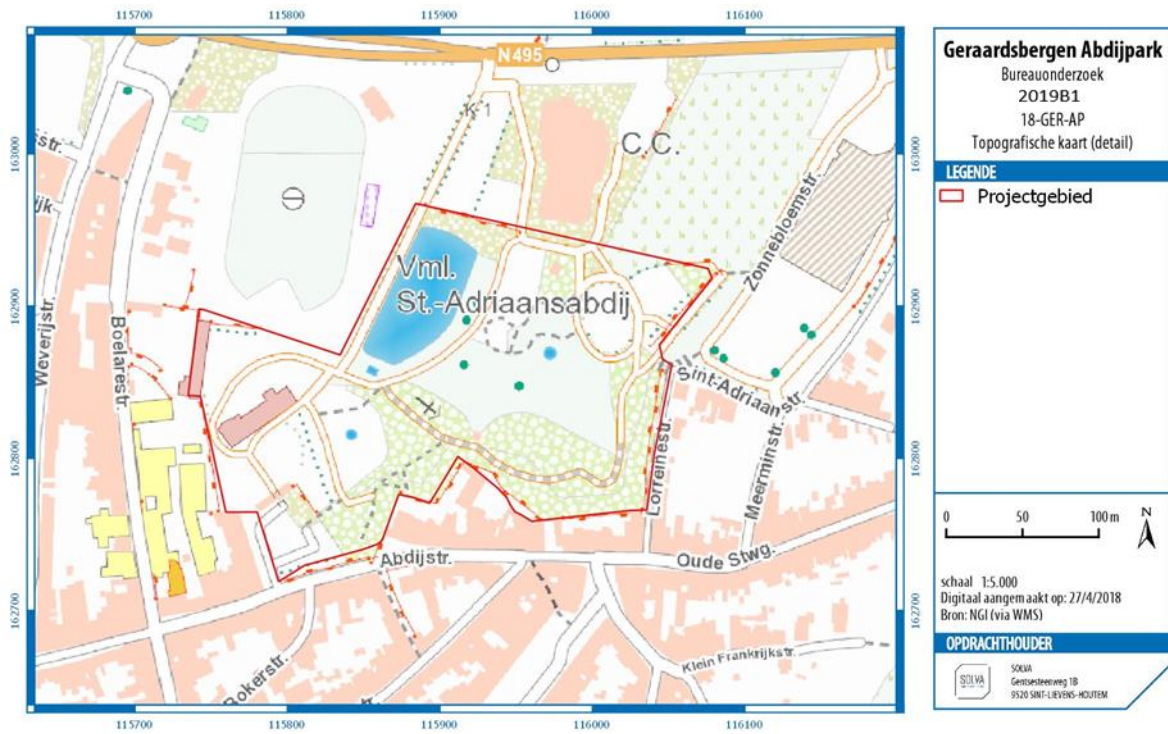 115700 115800 115900 116000 116100
N495
K 1
C.C.
163000
163000
Zonnebloemstr.
Vml.
St.-Adriaansabdij
162900
162900
Weverijstr.
Boelarestr.
Sint-Adriaanstr.
Lorreinestr.
Meerminstr.
162800
162800
Abdijstr.
Oude Stwg.
162700
162700
Klein Frankrijkstr.
Bokerstr.
115700 115800 115900 116000 116100
Geraardsbergen Abdijpark
Bureauonderzoek
2019B1
18-GER-AP
Topografische kaart (detail)
LEGENDE
Projectgebied
0 50 100 m
N
schaal 1:5.000
Digitaal aangemaakt op: 27/4/2018
Bron: NGI (via WMS)
OPDRACHTHOUDER
SOLVA
SOLVA
Gentsesteenweg 1B
9520 SINT-LIEVENS-HOUTEM